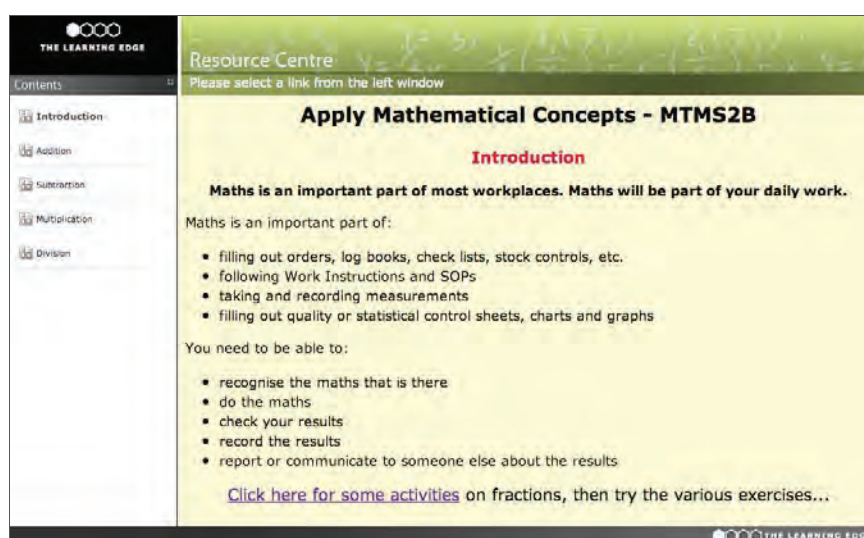 THE LEARNING EDGE
Resource Centre
Contents
Please select a link from the left window
Introduction
Addition
Subtraction
Multiplication
Division
Apply Mathematical Concepts - MTMS2B
Introduction
Maths is an important part of most workplaces. Maths will be part of your daily work.
Maths is an important part of:
• filling out orders, log books, check lists, stock controls, etc.
• following Work Instructions and SOPs
• taking and recording measurements
• filling out quality or statistical control sheets, charts and graphs
You need to be able to:
• recognise the maths that is there
• do the maths
• check your results
• record the results
• report or communicate to someone else about the results
Click here for some activities on fractions, then try the various exercises...
THE LEARNING EDGE